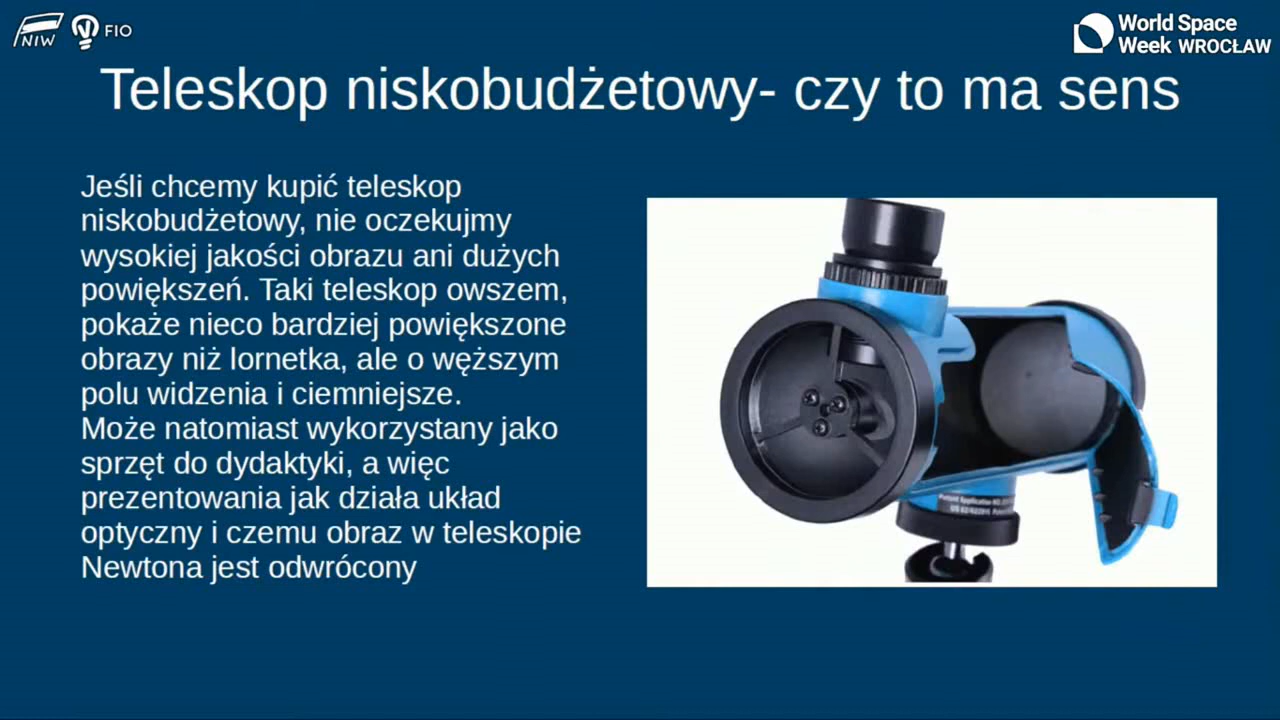 NIW FIO
World Space
Week WROCŁAW
Teleskop niskobudżetowy- czy to ma sens
Jeśli chcemy kupić teleskop
niskobudżetowy, nie oczekujmy
wysokiej jakości obrazu ani dużych
powiększeń. Taki teleskop owszem,
pokaże nieco bardziej powiększone
obrazy niż lornetka, ale o węższym
polu widzenia i ciemniejsze.
Może natomiast wykorzystany jako
sprzęt do dydaktyki, a więc
prezentowania jak działa układ
optyczny i czemu obraz w teleskopie
Newtona jest odwrócony
Patent Application NO.